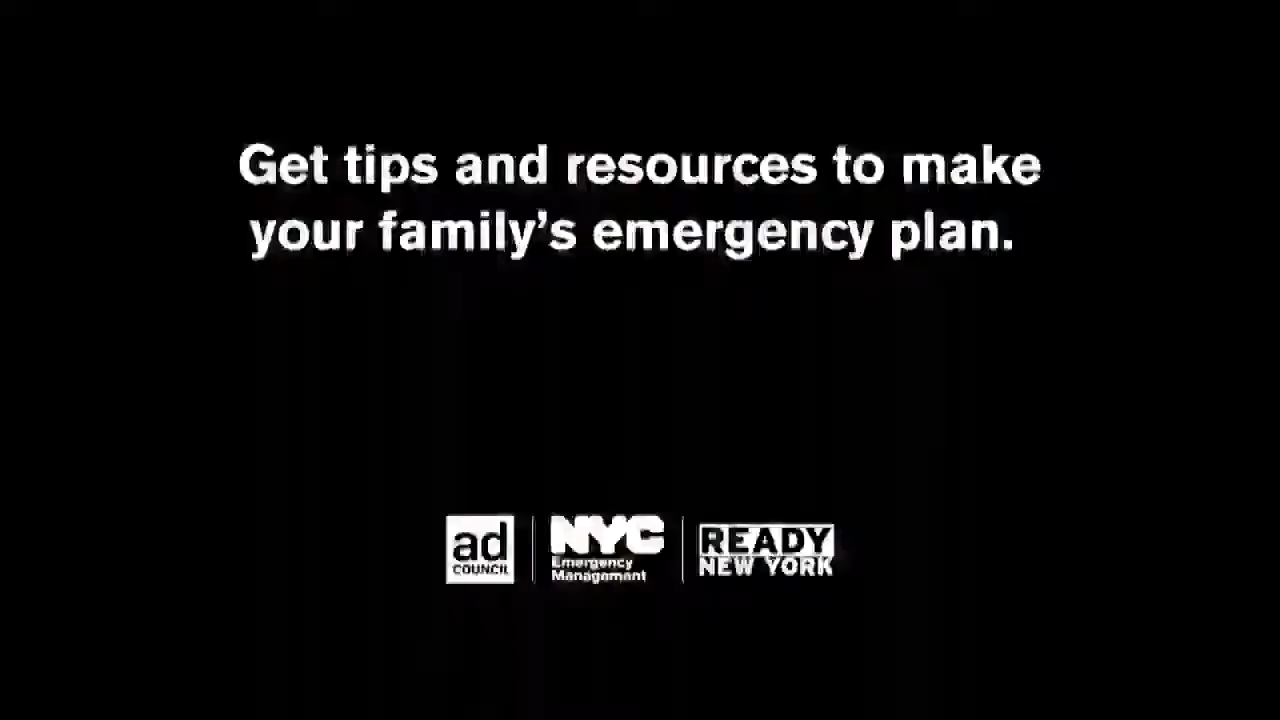 Get tips and resources to make
your family's emergency plan.
ad
COUNCIL
NYC
Emergency
Management
READY
NEW YORK